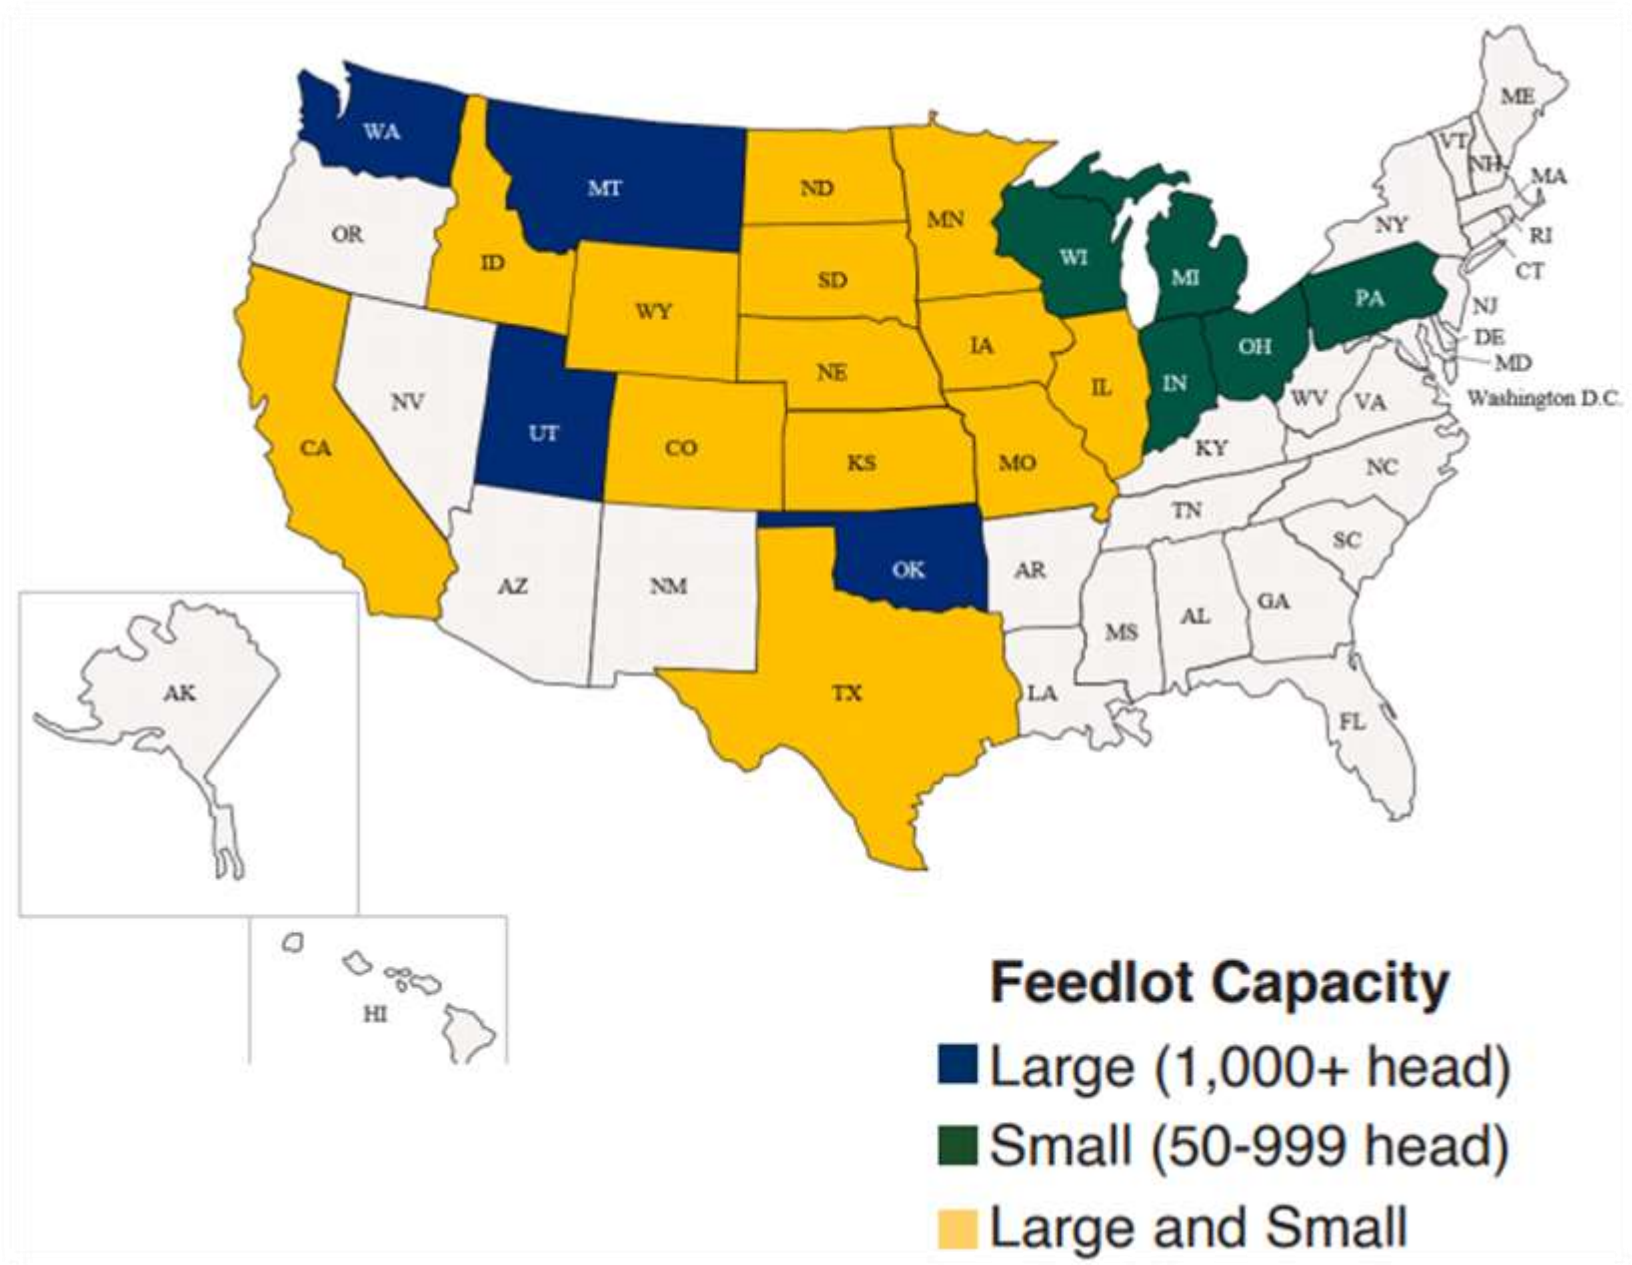 ME
WA
VT
NH
MT
ND
MA
MN
NY
OR
RI
WI
ID
CT
MI
SD
PA
WY
NJ
DE
IA
OH
MD
NE
IL
IN
WV
VA
Washington D.C.
NV
UT
CA
CO
KS
MO
KY
NC
TN
SC
OK
AR
AZ
NM
GA
AL
MS
AK
TX
LA
FL
HI
Feedlot Capacity
Large (1,000+ head)
Small (50-999 head)
Large and Small